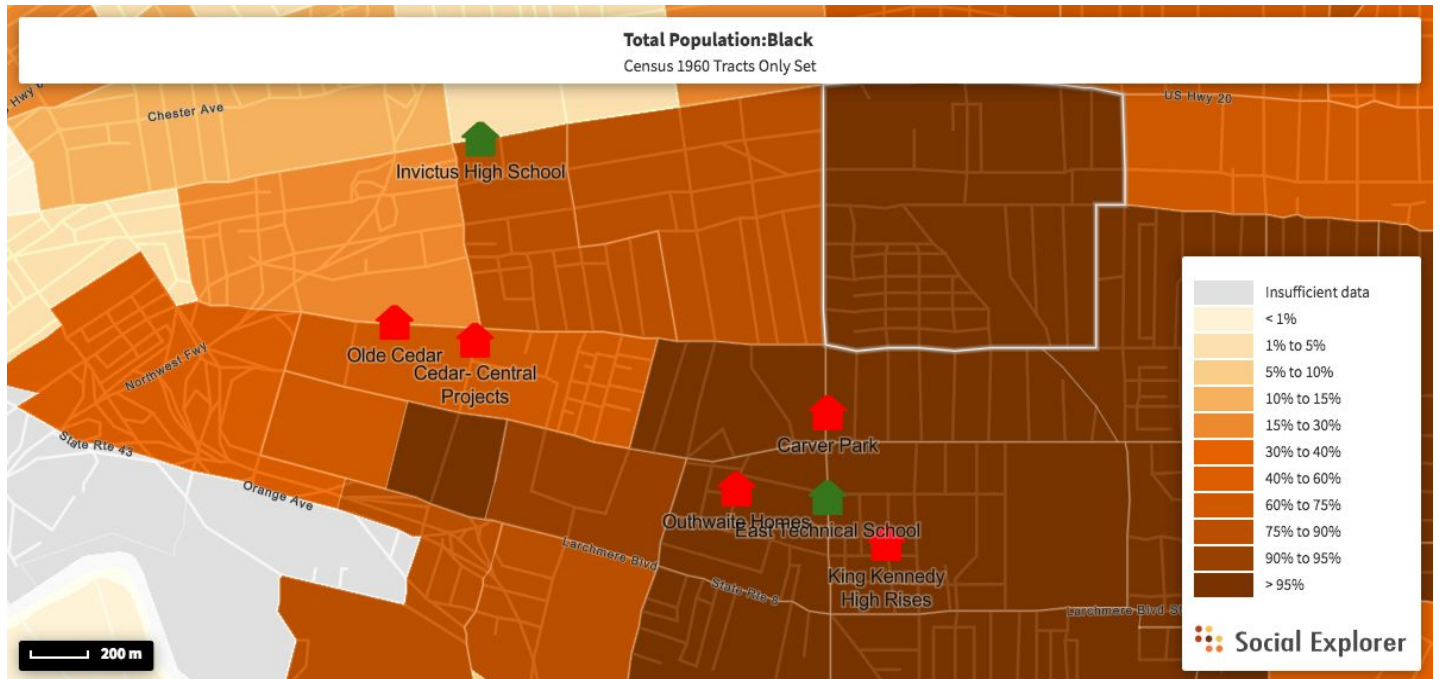 Total Population:Black
Census 1960 Tracts Only Set
Chester Ave
US Hwy 20
Invictus High School
Olde Cedar
Cedar- Central
Projects
Northwest Fwy
State Rte 43
Orange Ave
Carver Park
Outhwaite Homes
East Technical School
King Kennedy
High Rises
Larchmere Blvd
State Rte 8
Larchmere Blvd
Insufficient data
< 1%
1% to 5%
5% to 10%
10% to 15%
15% to 30%
30% to 40%
40% to 60%
60% to 75%
75% to 90%
90% to 95%
> 95%
Social Explorer
200 m